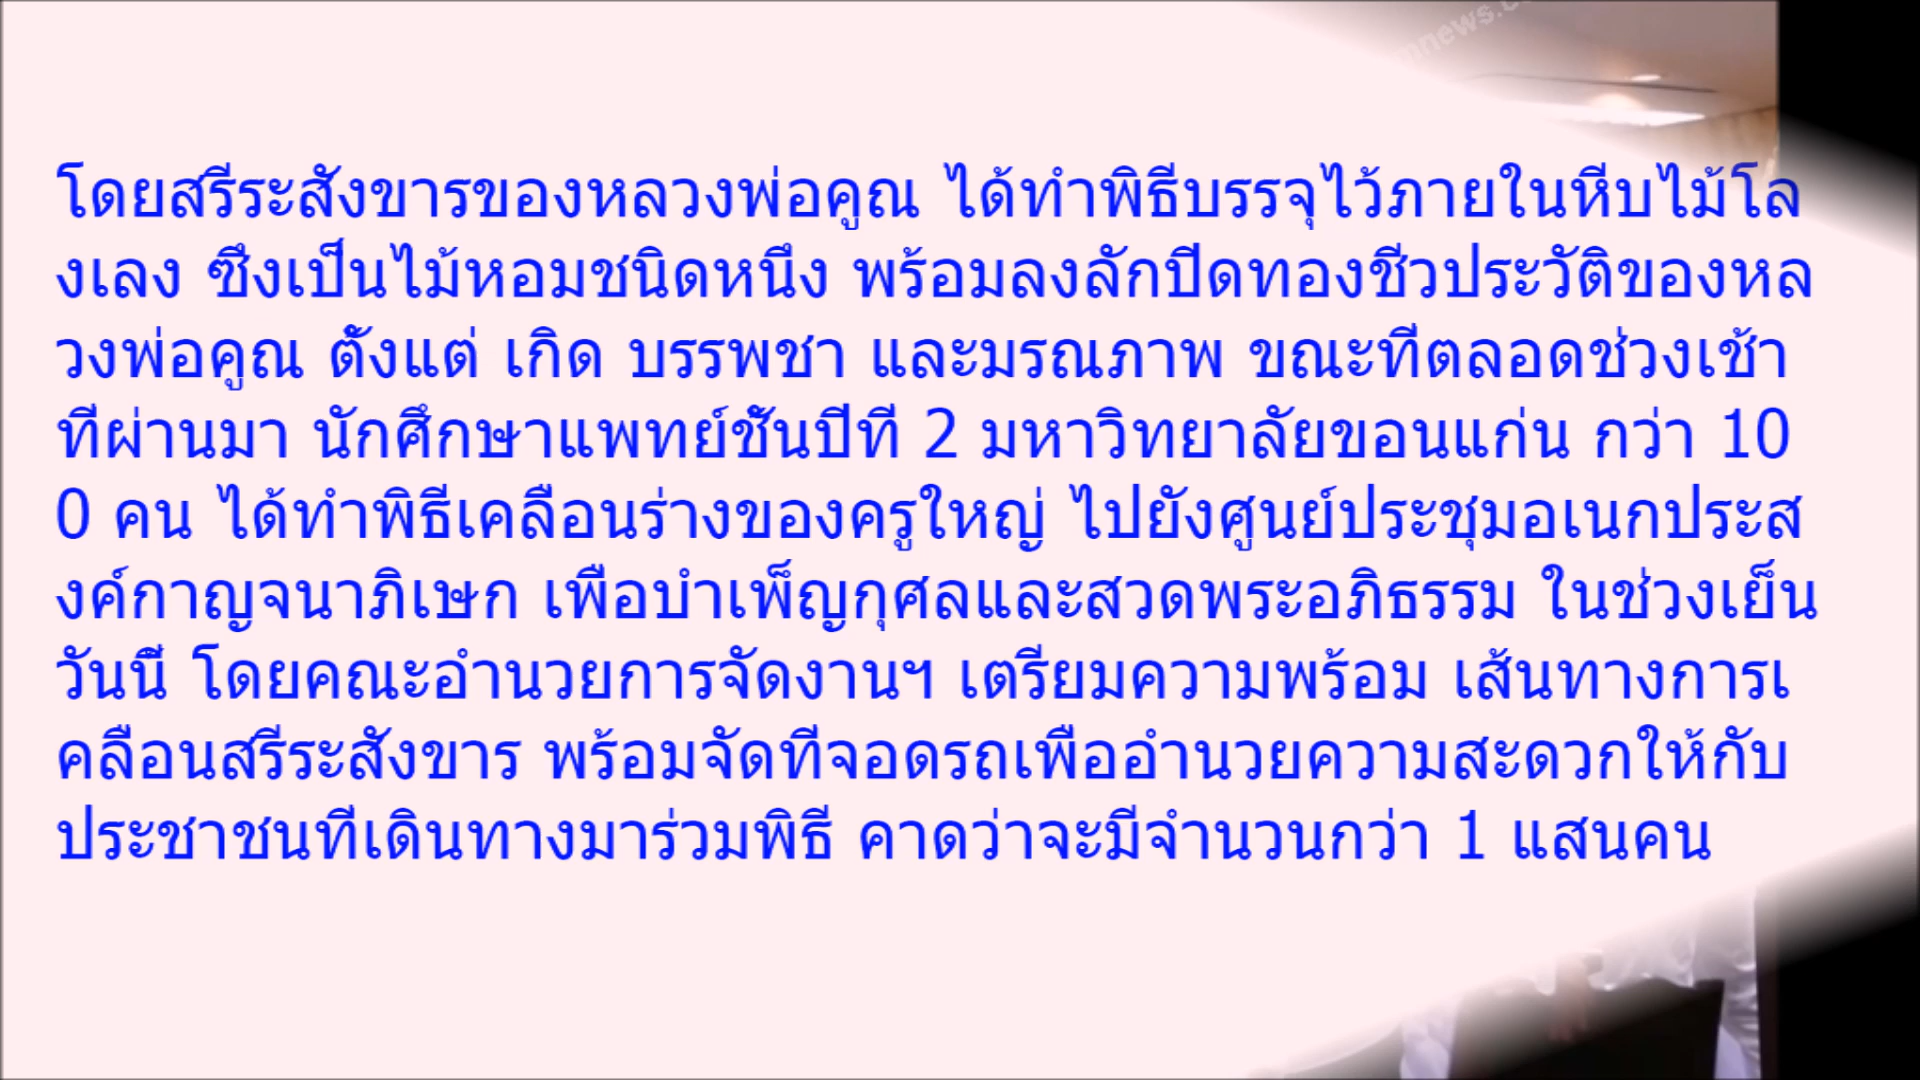 mnews.c
โดยสรีระสังขารของหลวงพ่อคูณ ได้ทำพิธีบรรจุไว้ภายในหีบไม้โล
งเลง ซึ่งเป็นไม้หอมชนิดหนึ่ง พร้อมลงลักปิดทองชีวประวัติของหล
วงพ่อคูณ ตั้งแต่ เกิด บรรพชา และมรณภาพ ขณะที่ตลอดช่วงเช้า
ที่ผ่านมา นักศึกษาแพทย์ชั้นปีที่ 2 มหาวิทยาลัยขอนแก่น กว่า 10
0 คน ได้ทำพิธีเคลื่อนร่างของครูใหญ่ ไปยังศูนย์ประชุมอเนกประส
งค์กาญจนาภิเษก เพื่อบำเพ็ญกุศลและสวดพระอภิธรรม ในช่วงเย็น
วันนี้ โดยคณะอำนวยการจัดงานฯ เตรียมความพร้อม เส้นทางการเ
คลื่อนสรีระสังขาร พร้อมจัดที่จอดรถเพื่ออำนวยความสะดวกให้กับ
ประชาชนที่เดินทางมาร่วมพิธี คาดว่าจะมีจำนวนกว่า 1 แสนคน